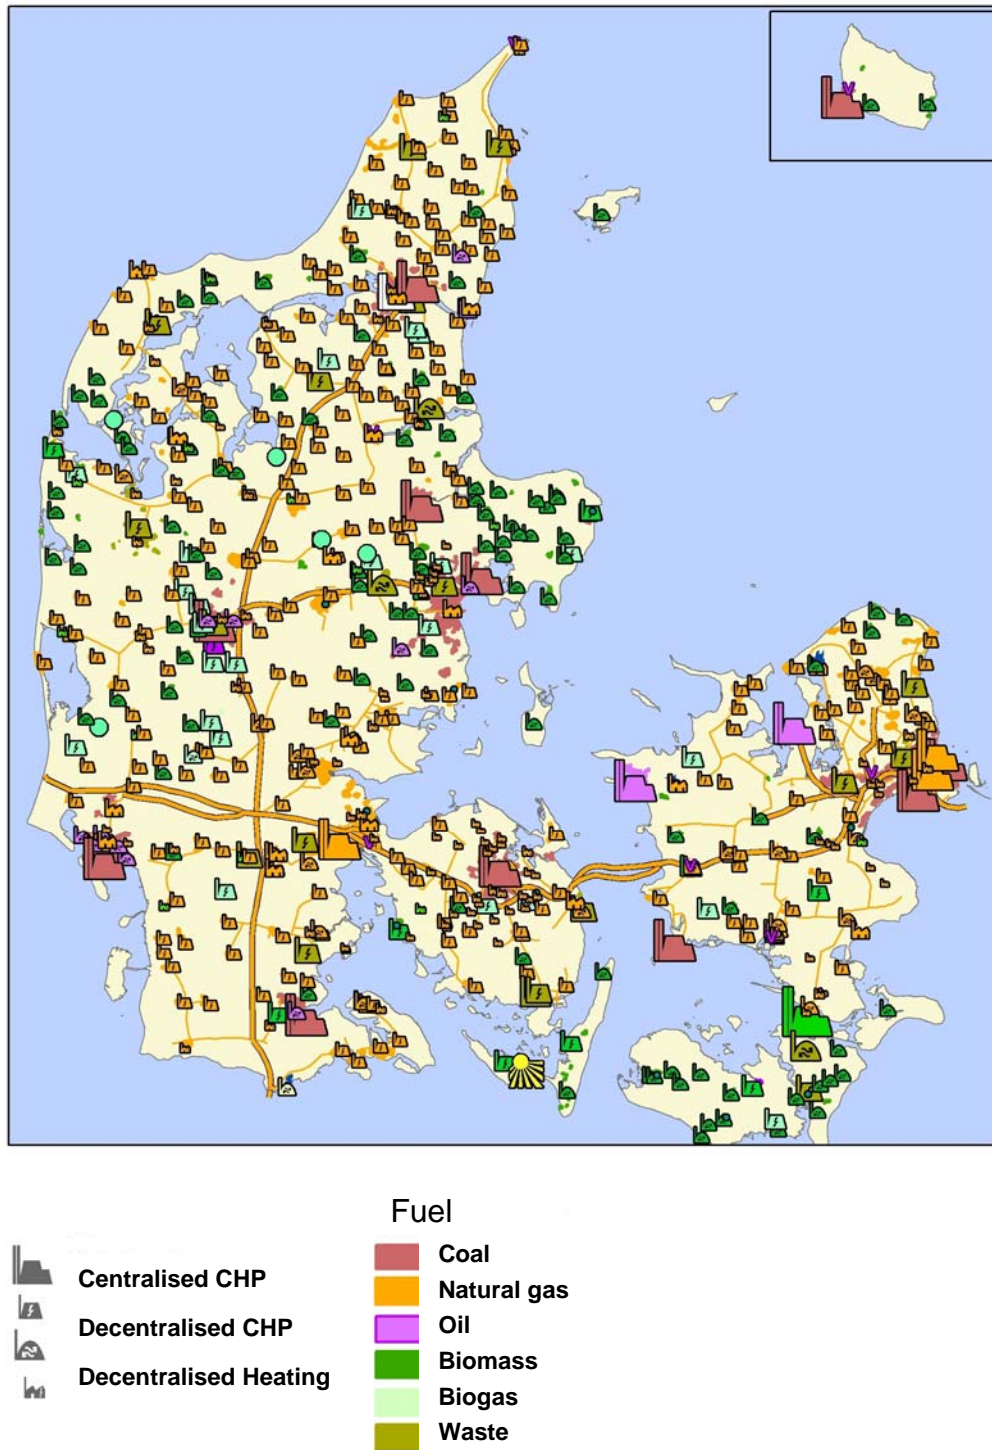 Fuel
Centralised CHP
Decentralised CHP
Decentralised Heating
Coal
Natural gas
Oil
Biomass
Biogas
Waste